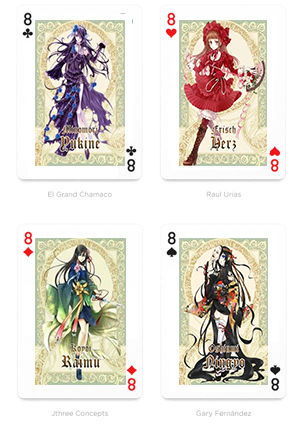 8
Yukine
8
El Grand Chamaco
8
Frisch
Herz
8
Raul Urias
8
Raimu
8
Jthree Concepts
8
Ningyo
8
Gary Fernández